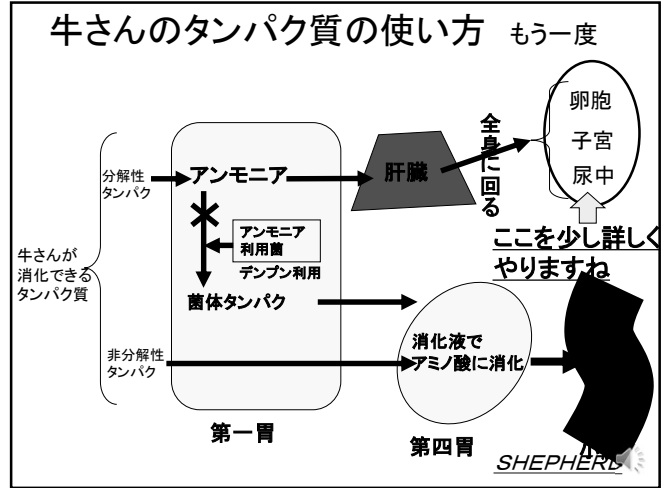 牛さんのタンパク質の使い方 もう一度
卵胞
子宮
尿中
全身に回る
肝臓
アンモニア
分解性
タンパク
アンモニア
利用菌
デンプン利用
ここを少し詳しく
やりますね
牛さんが
消化できる
タンパク質
菌体タンパク
消化液で
アミノ酸に消化
非分解性
タンパク
第一胃
第四胃
SHEPHERD